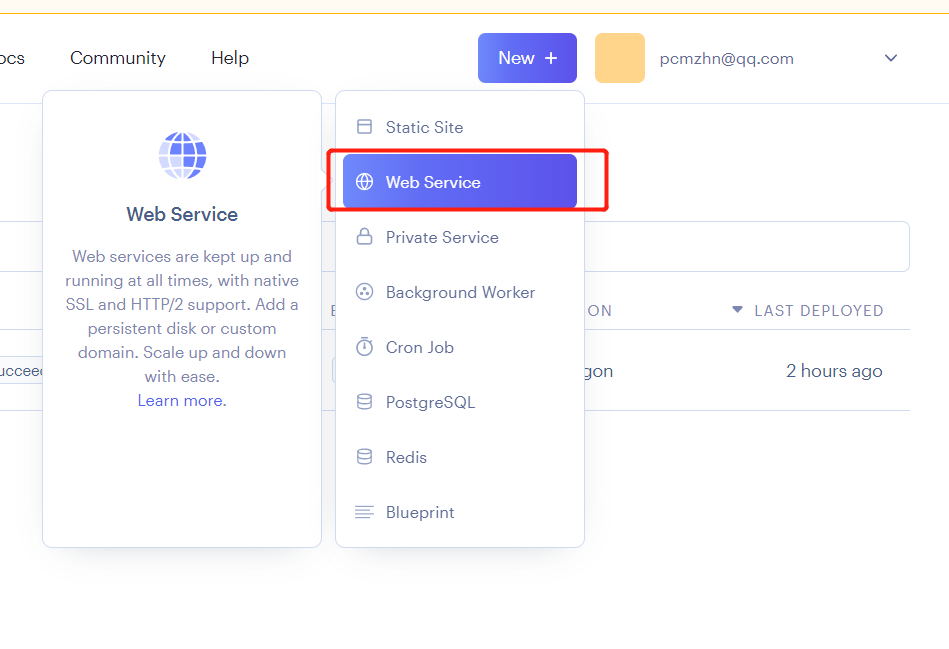 Community
Help
New +
pcmzhn@qq.com
Web Service
Web services are kept up and
running at all times, with native
SSL and HTTP/2 support. Add a
persistent disk or custom
domain. Scale up and down
with ease.
Learn more.
Static Site
Web Service
Private Service
Background Worker
Cron Job
PostgreSQL
Redis
Blueprint
ON
LAST DEPLOYED
gon
2 hours ago